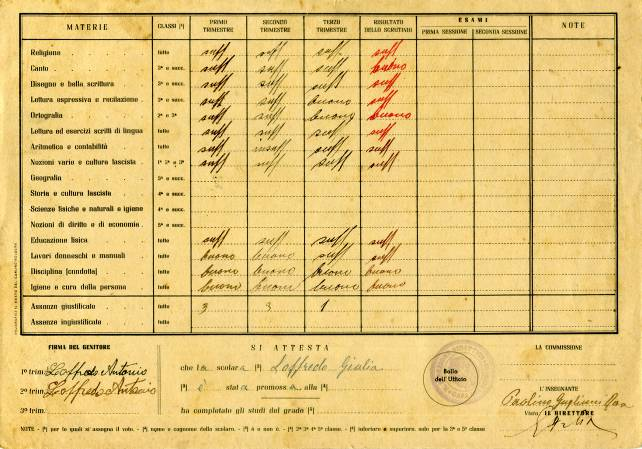 MATERIE CLASSI [¹] PRIMO TRIMESTRE SECONDO TRIMESTRE TERZO TRIMESTRE RISULTATO DELLO SCRUTINIO ESAMI PRIMA SESSIONE SECONDA SESSIONE NOTE
Religione tutte suff suff suff suff
Canto 3ª e succ. suff suff suff buono
Disegno e bella scrittura 2ª e succ. suff suff suff suff
Lettura espressiva e recitazione 2ª e succ. suff suff buono suff
Ortografia 2ª e 3ª suff suff buono buono
Lettura ed esercizi scritti di lingua tutte suff suff suff suff
Aritmetica e contabilità tutte suff insuff suff suff
Nozioni varie e cultura fascista 1ª 2ª e 3ª suff suff suff suff
Geografia 3ª e succ.
Storia e cultura fascista 4ª e succ.
Scienze fisiche e naturali e igiene 4ª e succ.
Nozioni di diritto e di economia 5ª e succ.
Educazione fisica tutte suff suff suff suff
Lavori donneschi e manuali tutte buono buono suff suff
Disciplina [condotta] tutte buono buono buono buono
Igiene e cura della persona tutte buono buono buono buono
Assenze giustificate tutte 3 3 1
Assenze ingiustificate tutte
FIRMA DEL GENITORE
1º trim. Loffredo Antonio
2º trim. Loffredo Antonio
3º trim.
SI ATTESTA
che la scolara Loffredo Giulia
[²] è stata promossa alla [³]
ha completato gli studi del grado [⁴]
Bollo dell'Ufficio
LA COMMISSIONE
L'INSEGNANTE
Paolino
Visto, IL DIRETTORE
NOTE - [¹] per le quali si assegna il voto. - [²] nome e cognome dello scolaro. - [³] è o non è. - [⁴] 2ª 3ª 4ª 5ª classe - [⁵] inferiore o superiore, solo per la 3ª e 5ª classe